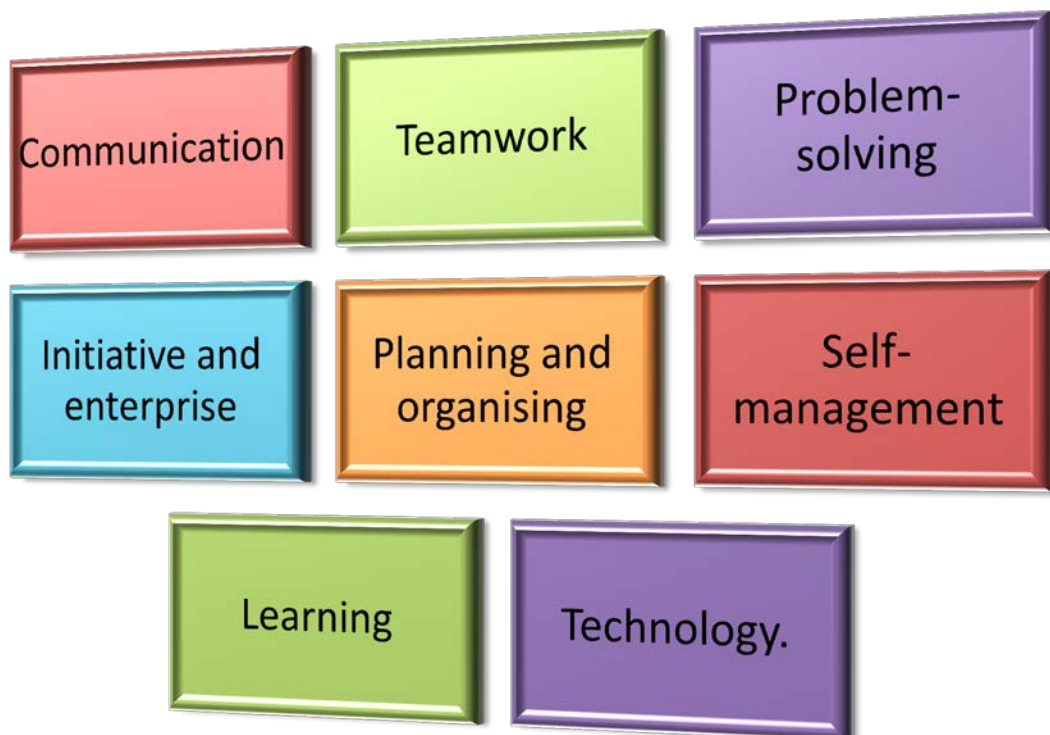 Communication
Teamwork
Problem-
solving
Initiative and
enterprise
Planning and
organising
Self-
management
Learning
Technology.